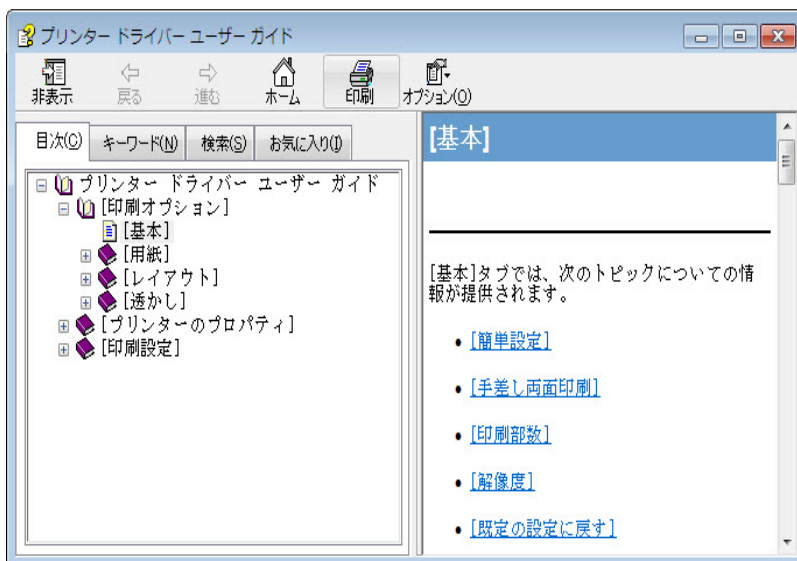 プリンター ドライバー ユーザー ガイド
非表示 戻る 進む ホーム 印刷 オプション(O)
目次(C) キーワード(N) 検索(S) お気に入り(I)
プリンター ドライバー ユーザー ガイド
[印刷オプション]
[基本]
[用紙]
[レイアウト]
[透かし]
[プリンターのプロパティ]
[印刷設定]
[基本]
[基本]タブでは、次のトピックについての情
報が提供されます。
• [簡単設定]
• [手差し両面印刷]
• [印刷部数]
• [解像度]
• [既定の設定に戻す]